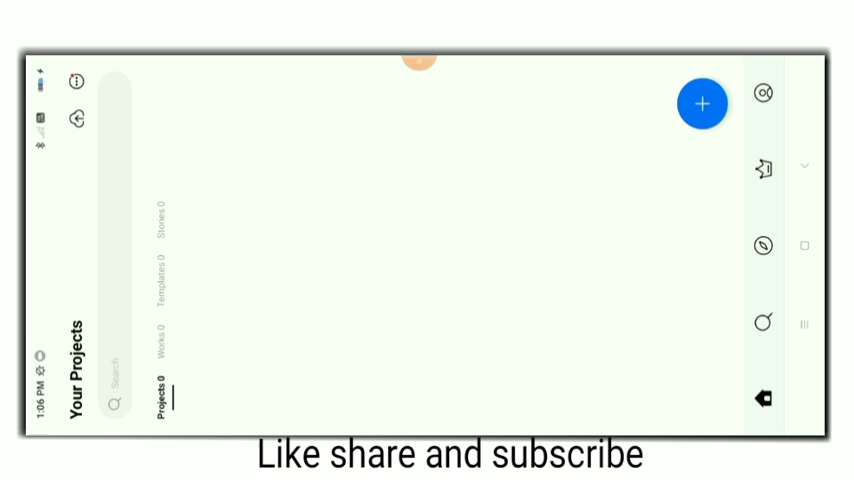 1:06 PM
Your Projects
Search
Projects 0 Works 0 Templates 0 Stories 0
Like share and subscribe